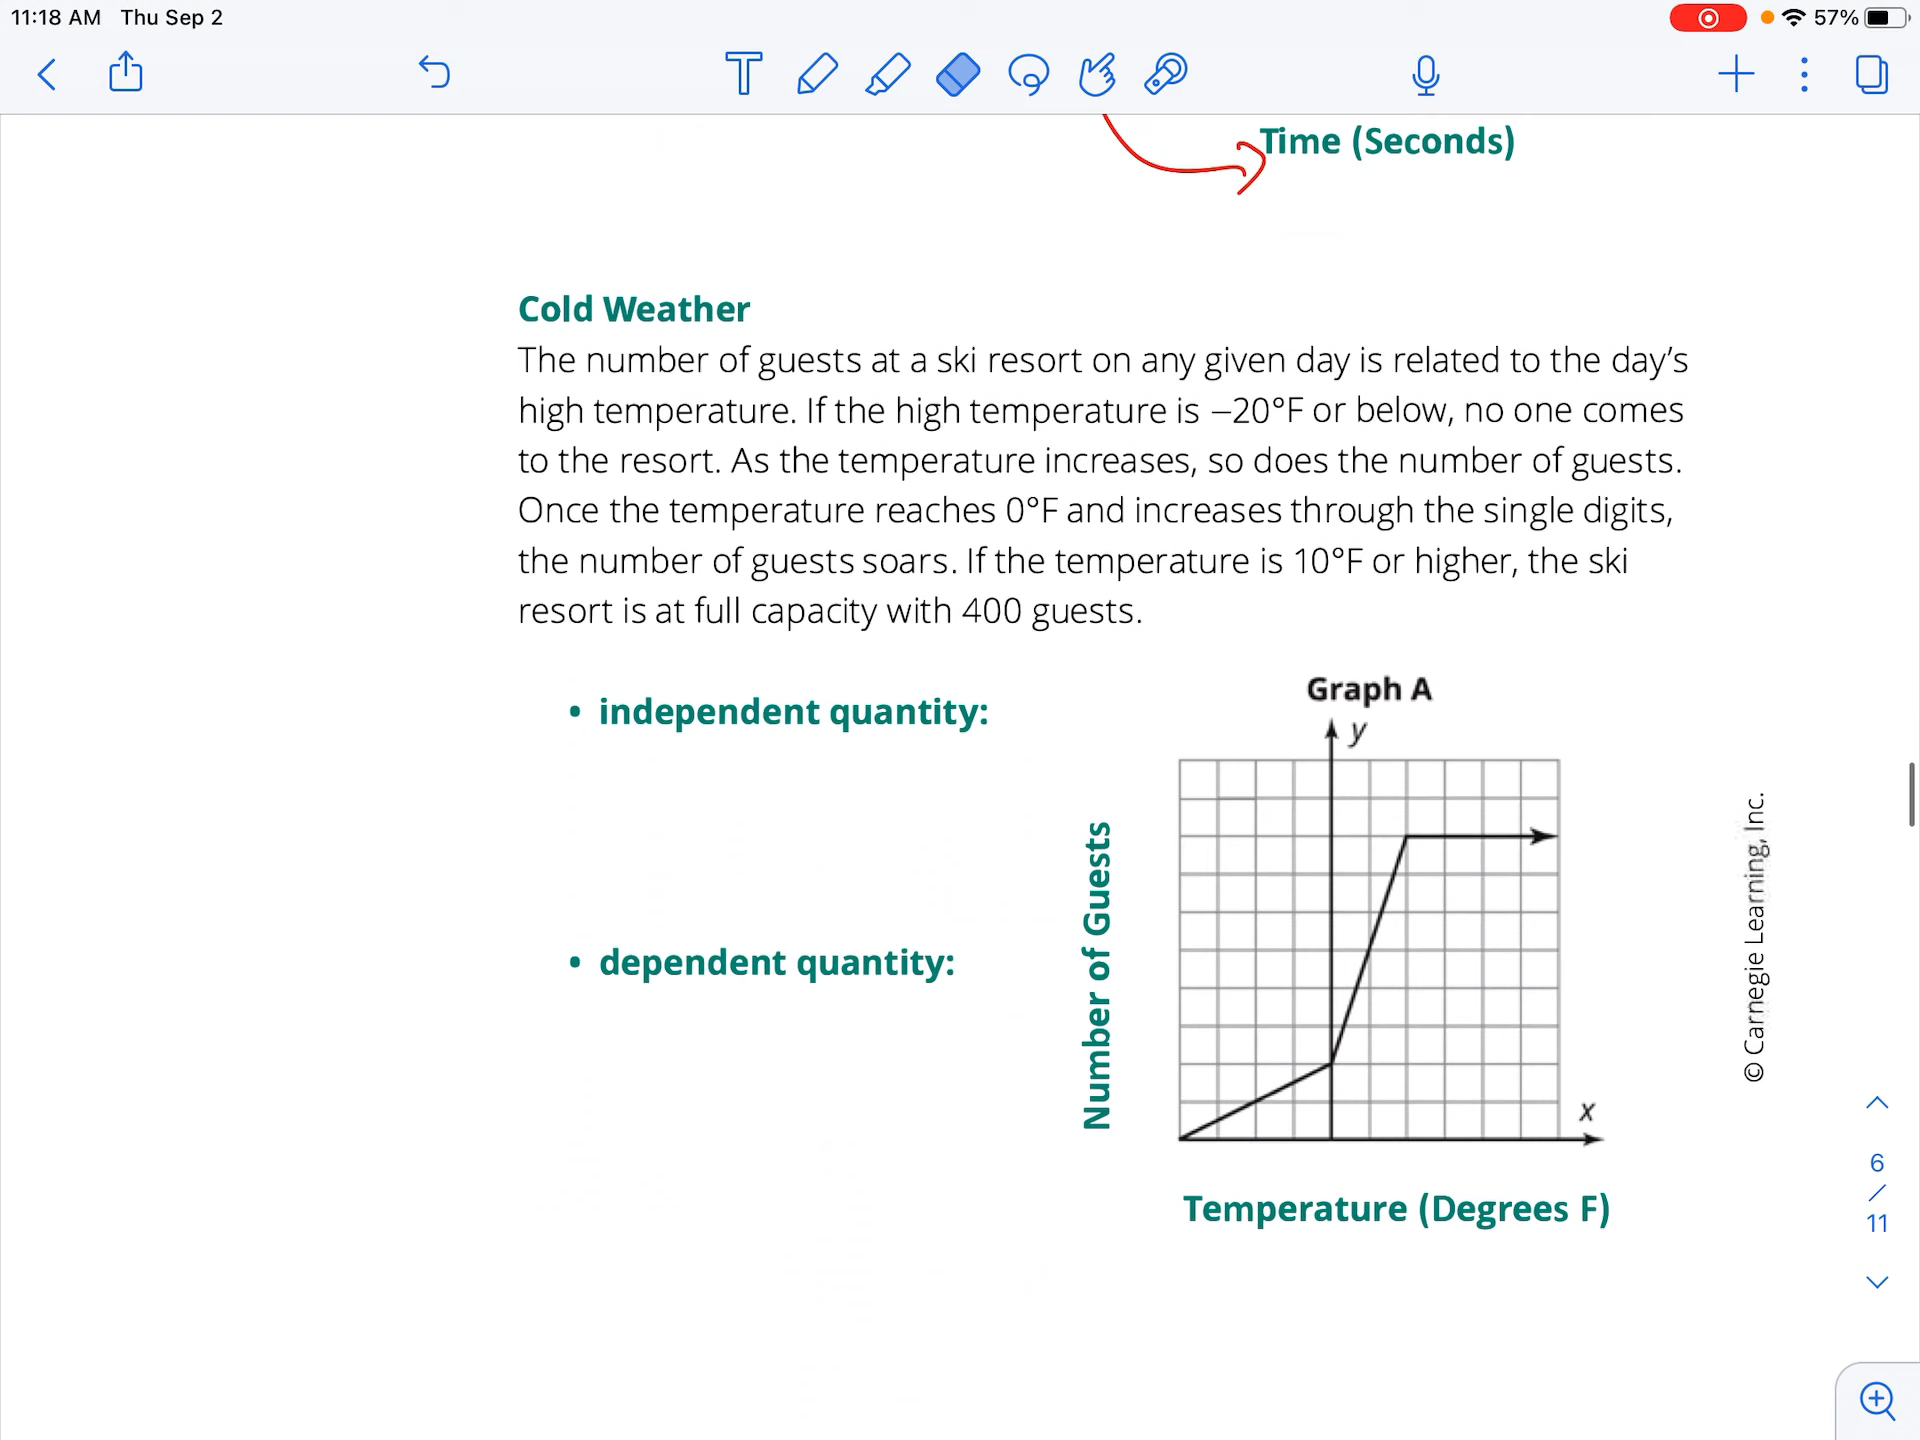 11:18 AM Thu Sep 2
57%
T
Time (Seconds)
Cold Weather
The number of guests at a ski resort on any given day is related to the day's
high temperature. If the high temperature is −20°F or below, no one comes
to the resort. As the temperature increases, so does the number of guests.
Once the temperature reaches 0°F and increases through the single digits,
the number of guests soars. If the temperature is 10°F or higher, the ski
resort is at full capacity with 400 guests.
• independent quantity:
• dependent quantity:
Graph A
y
Number of Guests
x
Temperature (Degrees F)
© Carnegie Learning, Inc.
6
/
11